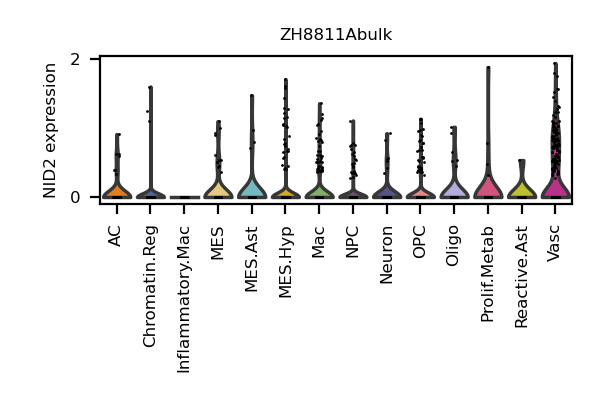 ZH8811Abulk
NID2 expression
2
0
AC
Chromatin.Reg
Inflammatory.Mac
MES
MES.Ast
MES.Hyp
Mac
NPC
Neuron
OPC
Oligo
Prolif.Metab
Reactive.Ast
Vasc